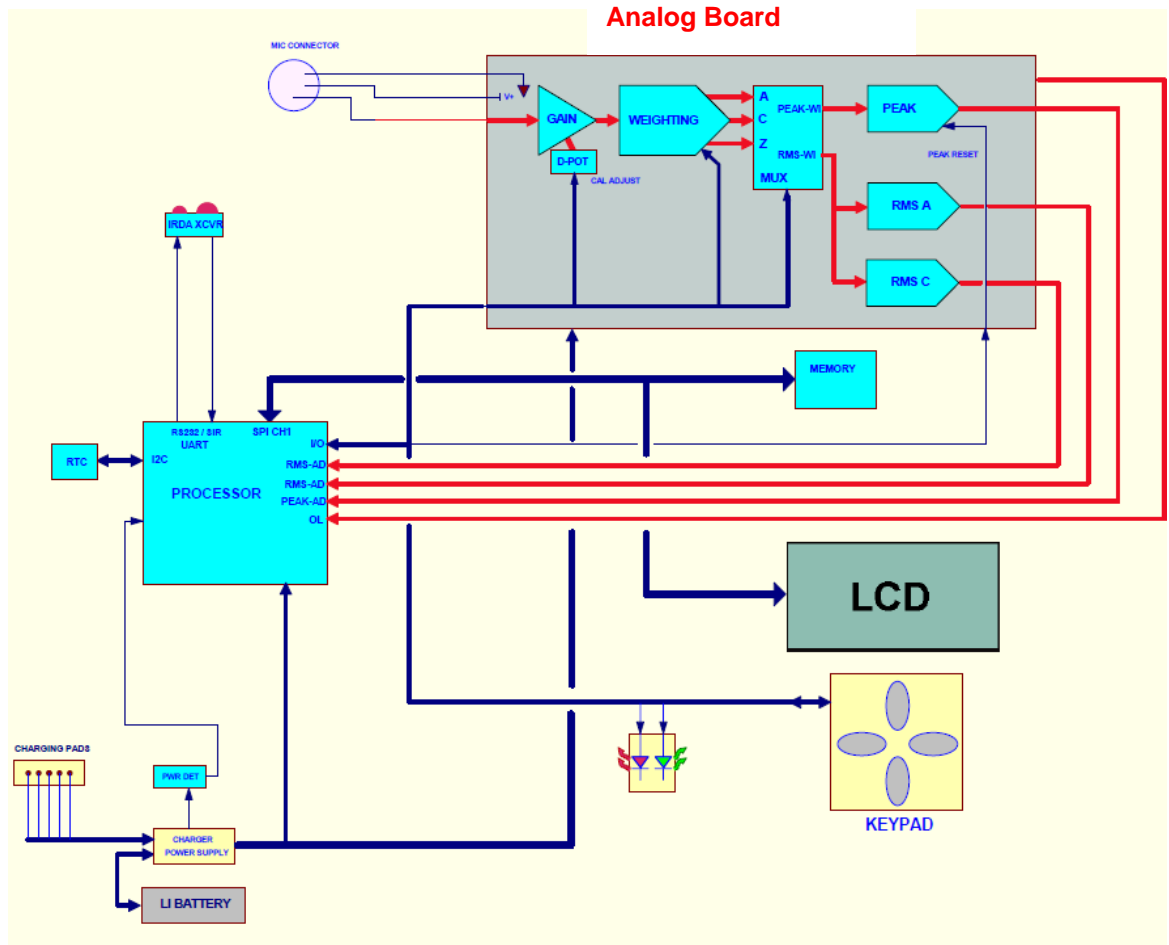 Analog Board
MIC CONNECTOR
V+
GAIN
WEIGHTING
A
C
Z
PEAK-WI
RMS-WI
MUX
PEAK
D-POT
CAL ADJUST
PEAK RESET
RMS A
RMS C
IRDA XCVR
MEMORY
RS232 / SIR
UART
SPI CH1
I/O
RTC
I2C
RMS-AD
RMS-AD
PROCESSOR
PEAK-AD
OL
LCD
CHARGING PADS
PWR DET
KEYPAD
CHARGER
POWER SUPPLY
LI BATTERY